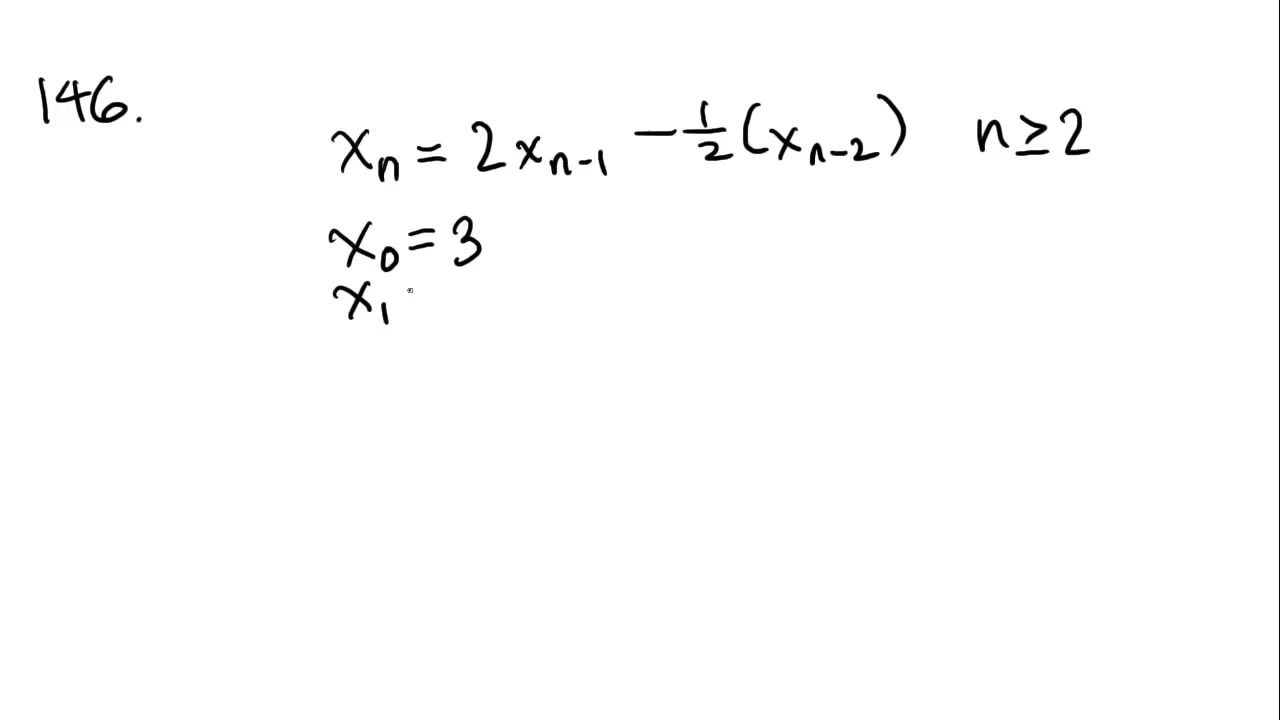 146.
xₙ = 2xₙ₋₁ - ½(xₙ₋₂) n ≥ 2
x₀ = 3
x₁